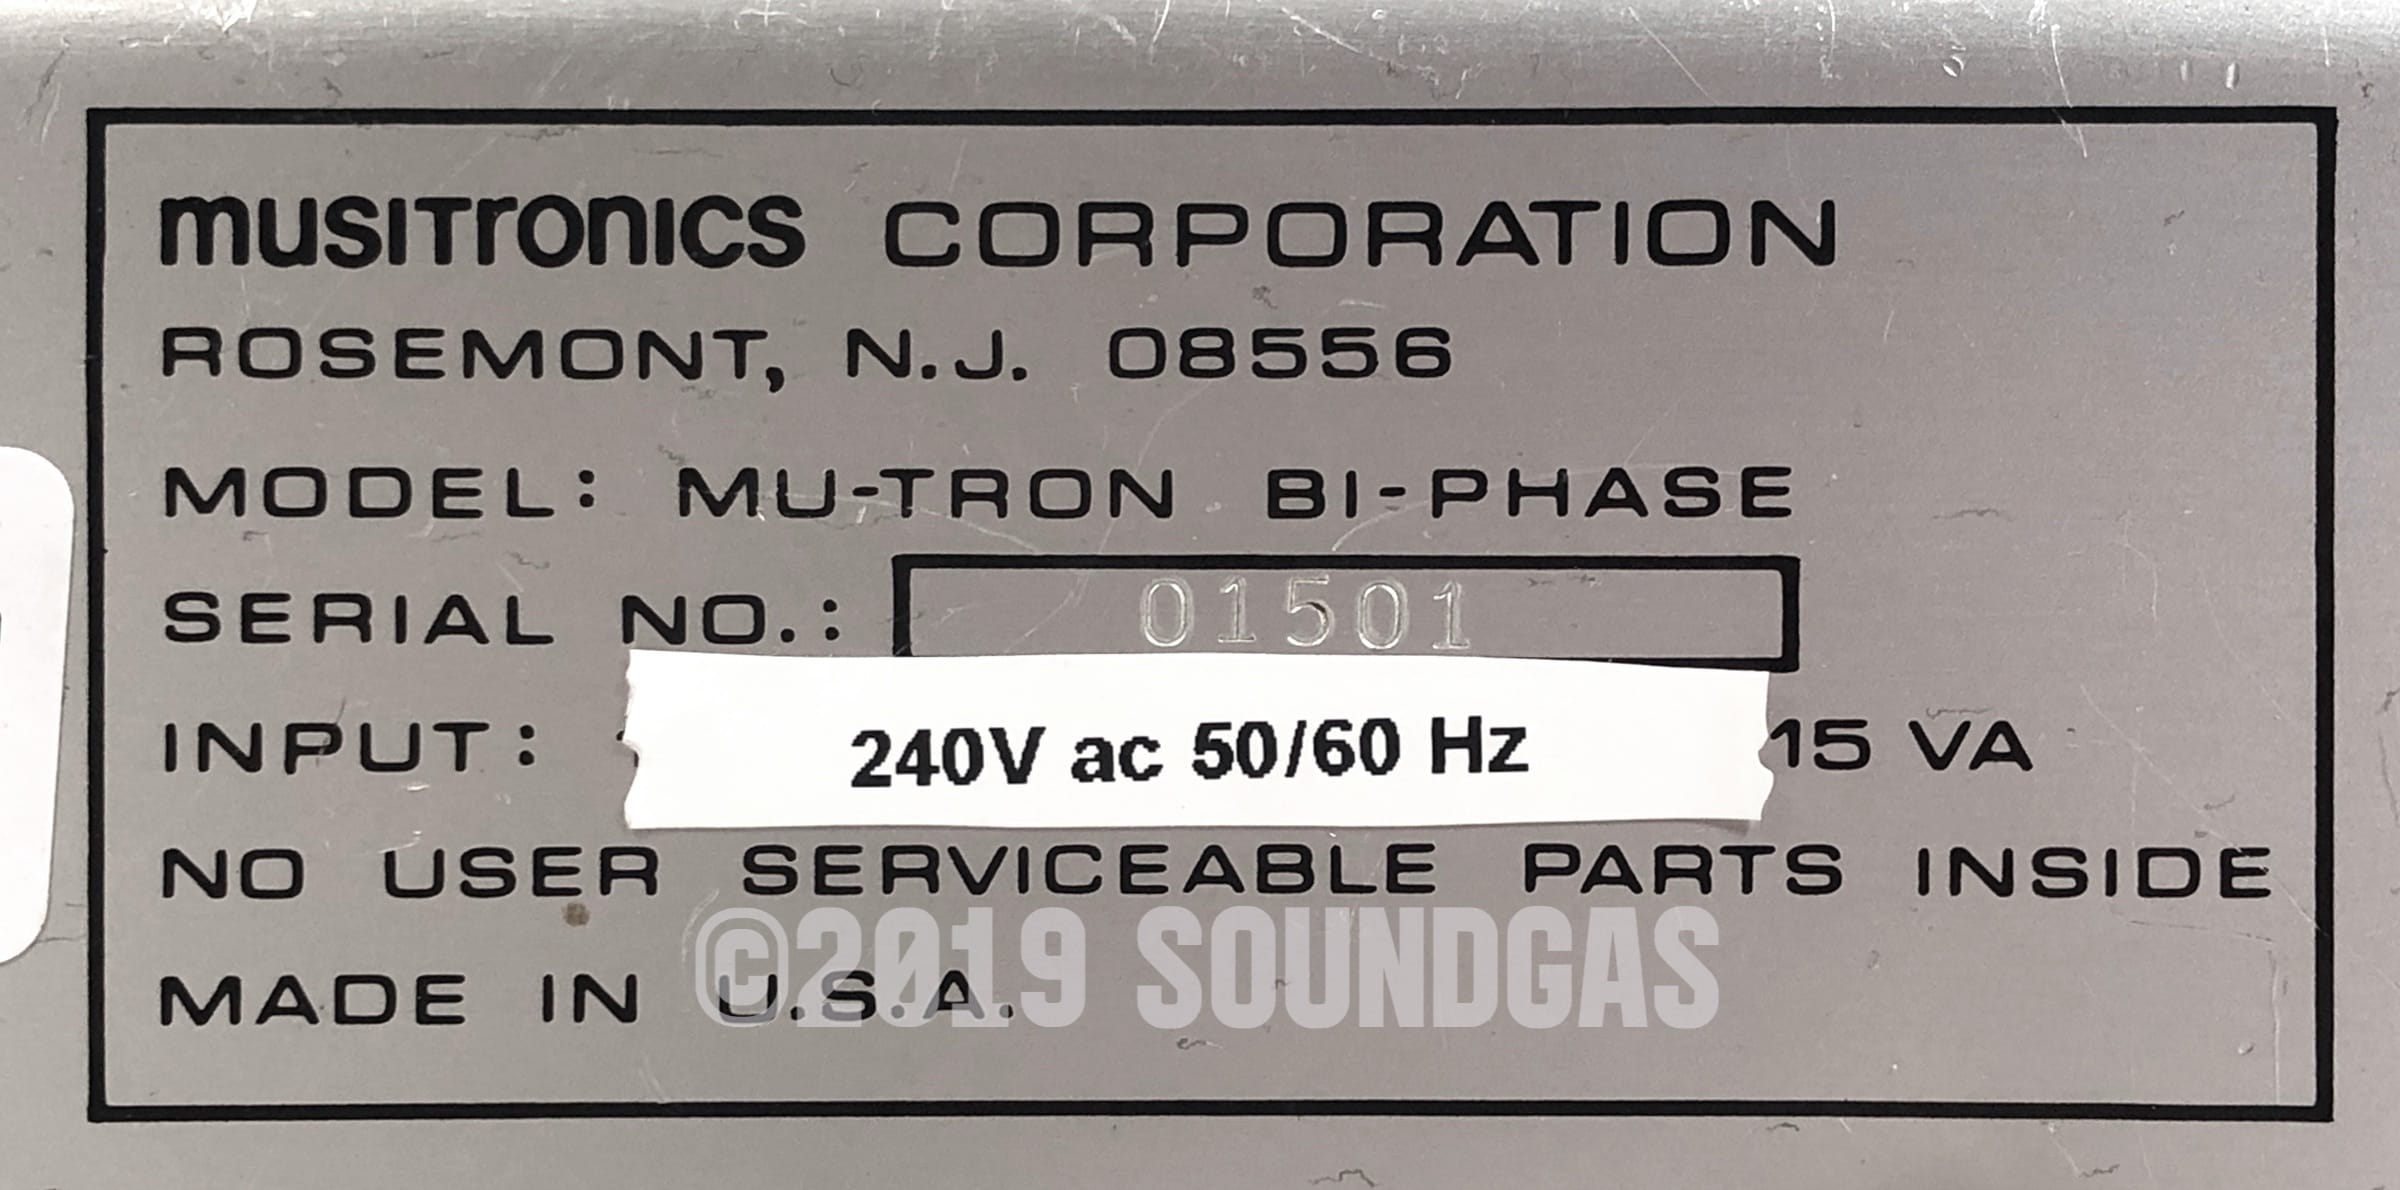 musiTronics CORPORATION
ROSEMONT, N.J. 08556
MODEL: MU-TRON BI-PHASE
SERIAL NO.: 01501
INPUT: 240V ac 50/60 Hz 15 VA
NO USER SERVICEABLE PARTS INSIDE
MADE IN U.S.A.
©2019 SOUNDGAS